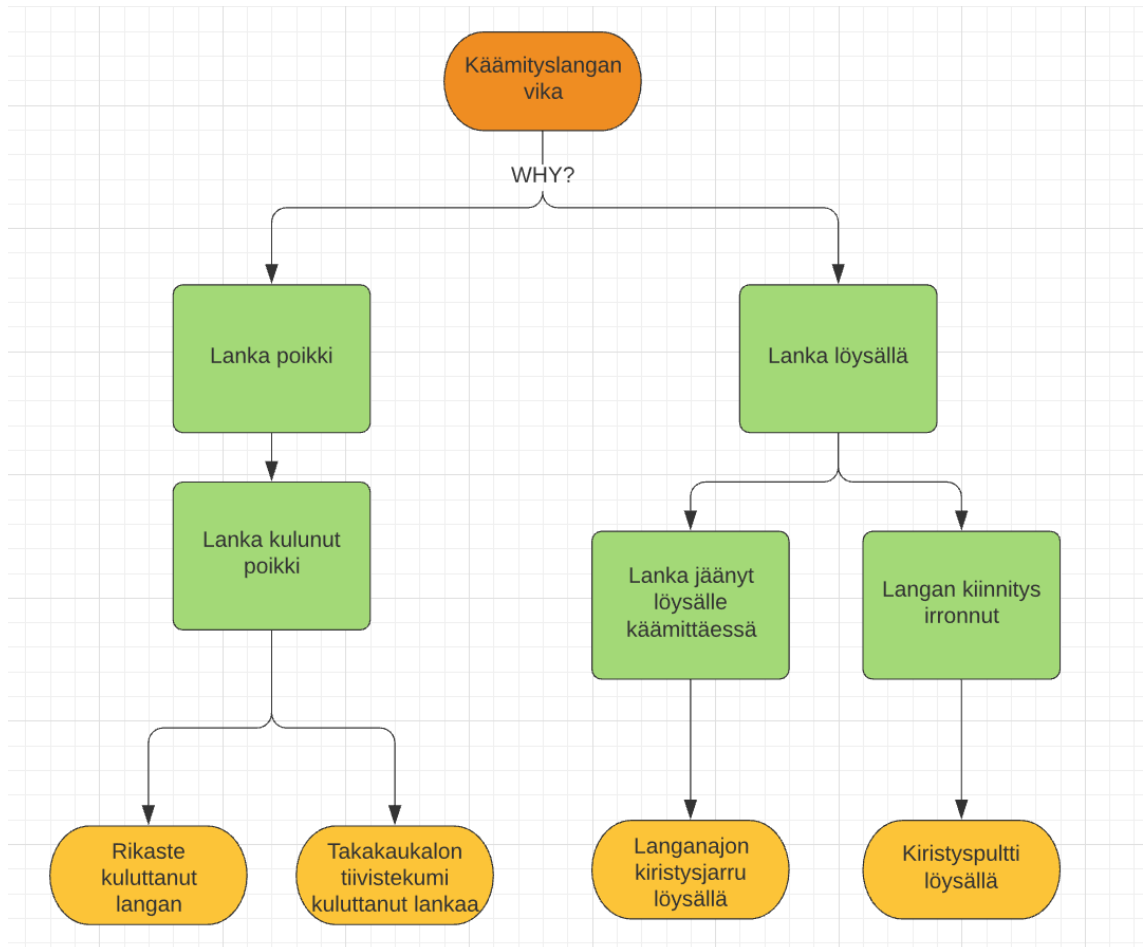 Käämityslangan
vika
WHY?
Lanka poikki
Lanka löysällä
Lanka kulunut
poikki
Lanka jäänyt
löysälle
käämittäessä
Langan kiinnitys
irronnut
Rikaste
kuluttanut
langan
Takakaukalon
tiivistekumi
kuluttanut lankaa
Langanajon
kiristysjarru
löysällä
Kiristyspultti
löysällä